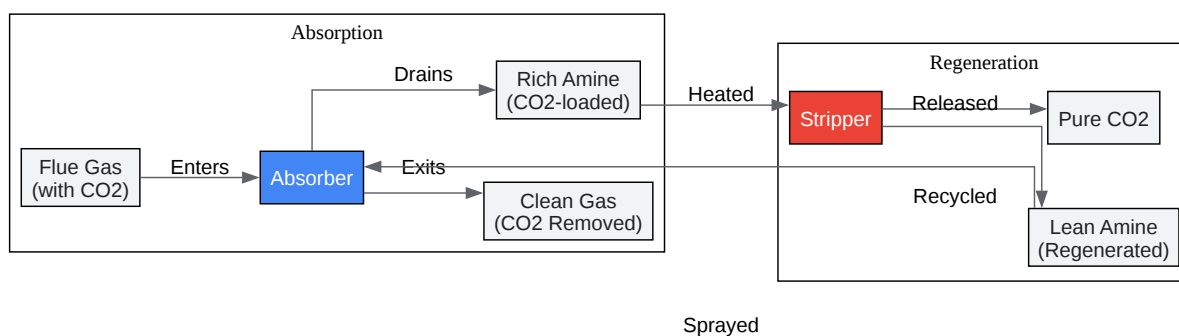 Absorption
Drains
Rich Amine
(CO2-loaded)
Heated
Flue Gas
(with CO2)
Enters
Absorber
Exits
Clean Gas
(CO2 Removed)
Regeneration
Stripper
Released
Pure CO2
Recycled
Lean Amine
(Regenerated)
Sprayed